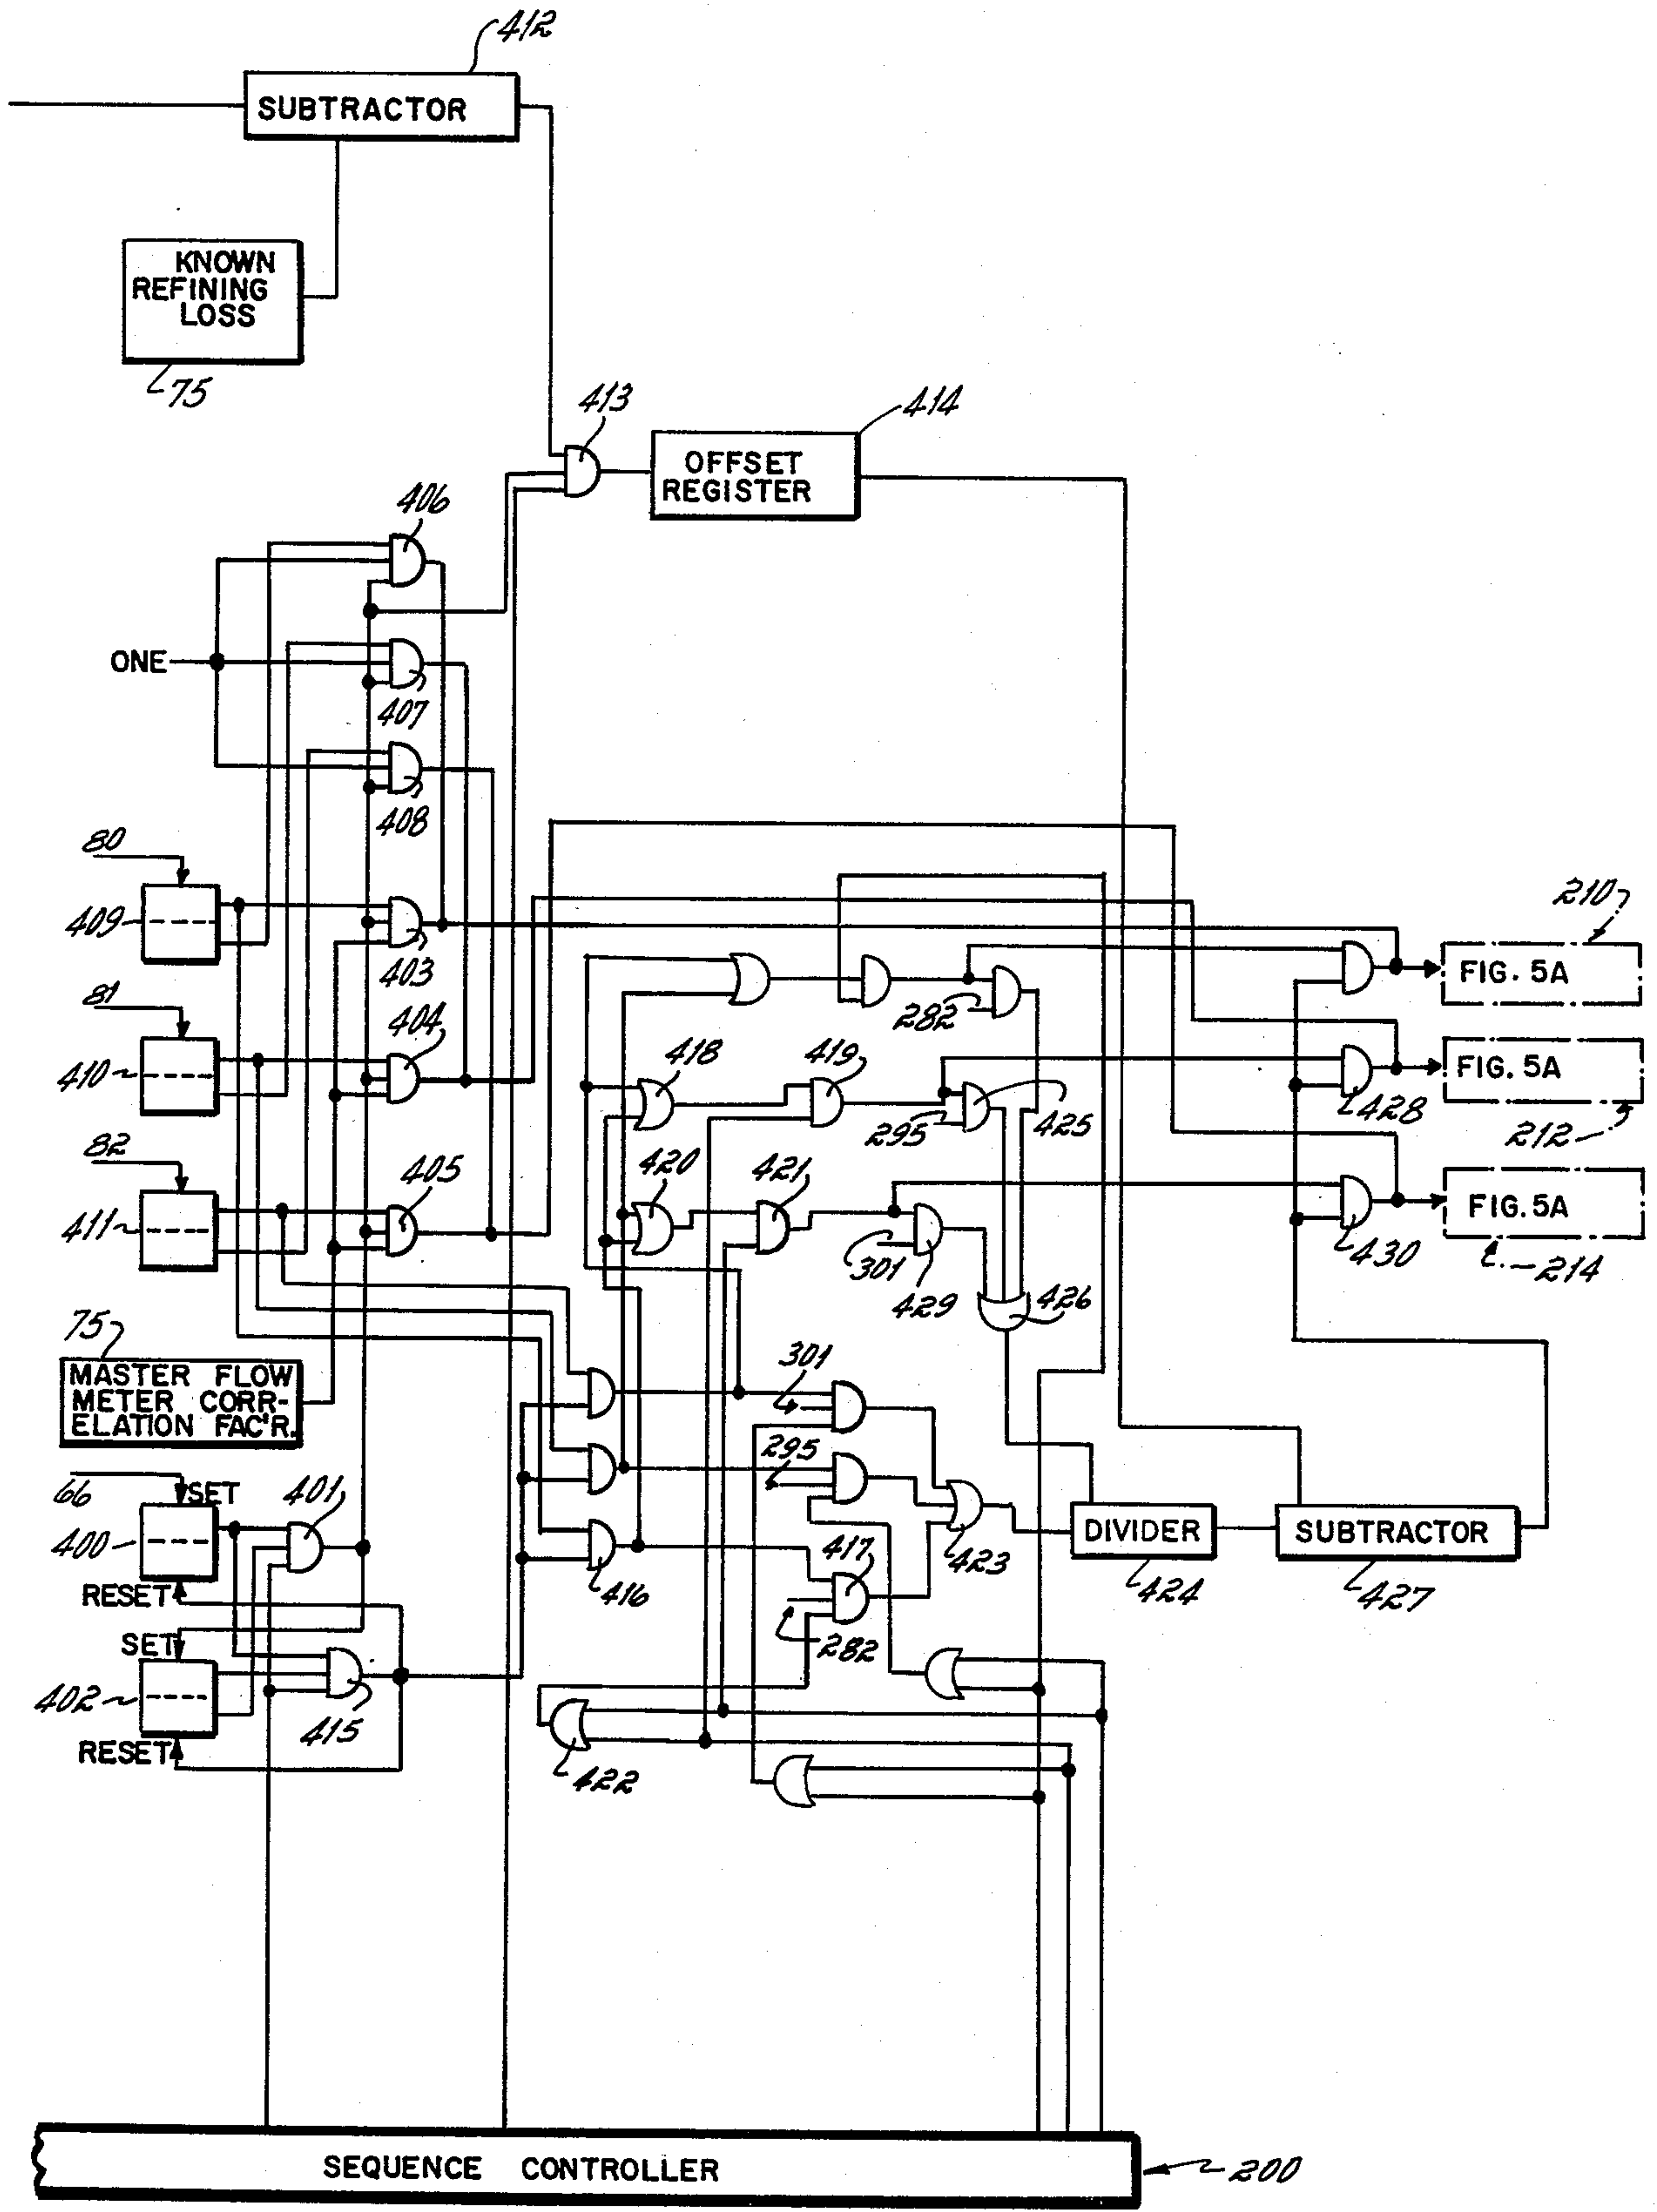 412
SUBTRACTOR
KNOWN
REFINING
LOSS
75
413
414
OFFSET
REGISTER
406
ONE
407
408
80
409
403
210
FIG. 5A
282
81
404
410
418
419
FIG. 5A
428
295
425
212
82
405
411
420
421
FIG. 5A
430
214
301
429
426
75
MASTER FLOW
METER CORR-
ELATION FAC'R.
301
295
66
SET
401
400
RESET
416
417
423
DIVIDER
424
SUBTRACTOR
427
SET
282
402
415
RESET
422
SEQUENCE CONTROLLER
200